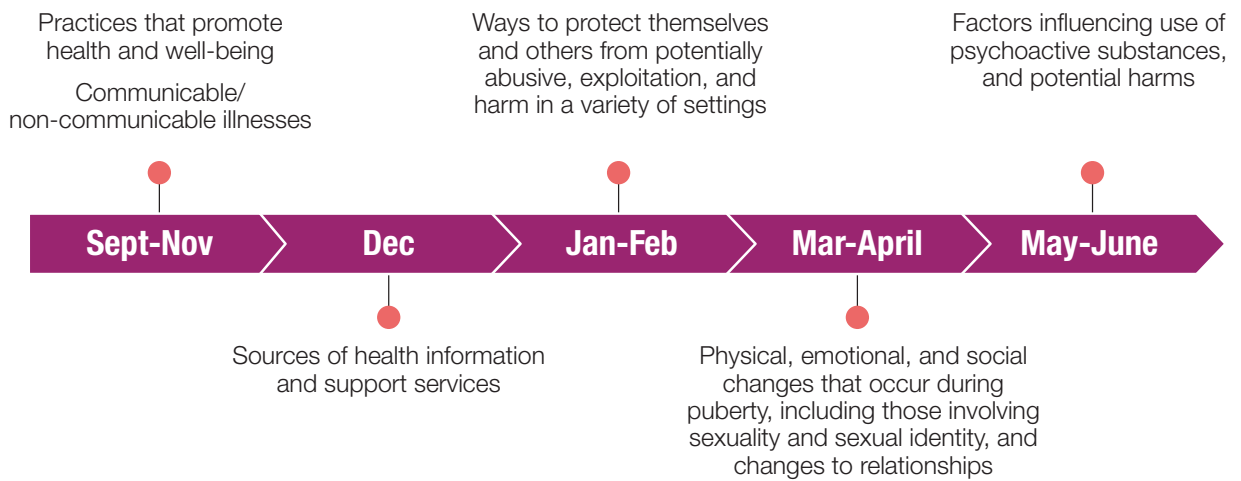 Practices that promote
health and well-being
Communicable/
non-communicable illnesses
Ways to protect themselves
and others from potentially
abusive, exploitation, and
harm in a variety of settings
Factors influencing use of
psychoactive substances,
and potential harms
Sept-Nov
Dec
Jan-Feb
Mar-April
May-June
Sources of health information
and support services
Physical, emotional, and social
changes that occur during
puberty, including those involving
sexuality and sexual identity, and
changes to relationships